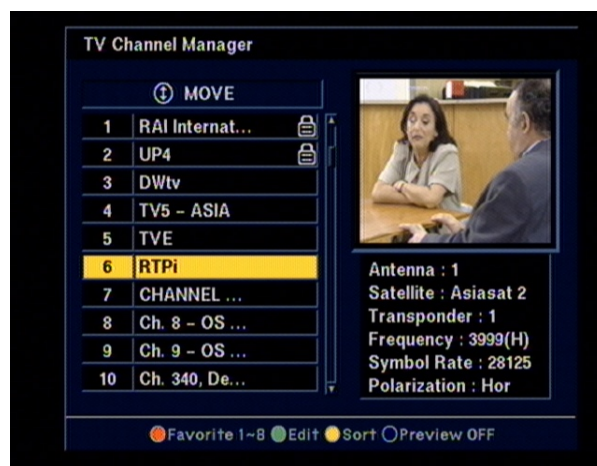 TV Channel Manager
MOVE
1 RAI Internat...
2 UP4
3 DWtv
4 TV5 – ASIA
5 TVE
6 RTPi
7 CHANNEL ...
8 Ch. 8 – OS ...
9 Ch. 9 – OS ...
10 Ch. 340, De...
Antenna : 1
Satellite : Asiasat 2
Transponder : 1
Frequency : 3999(H)
Symbol Rate : 28125
Polarization : Hor
Favorite 1~8 Edit Sort Preview OFF